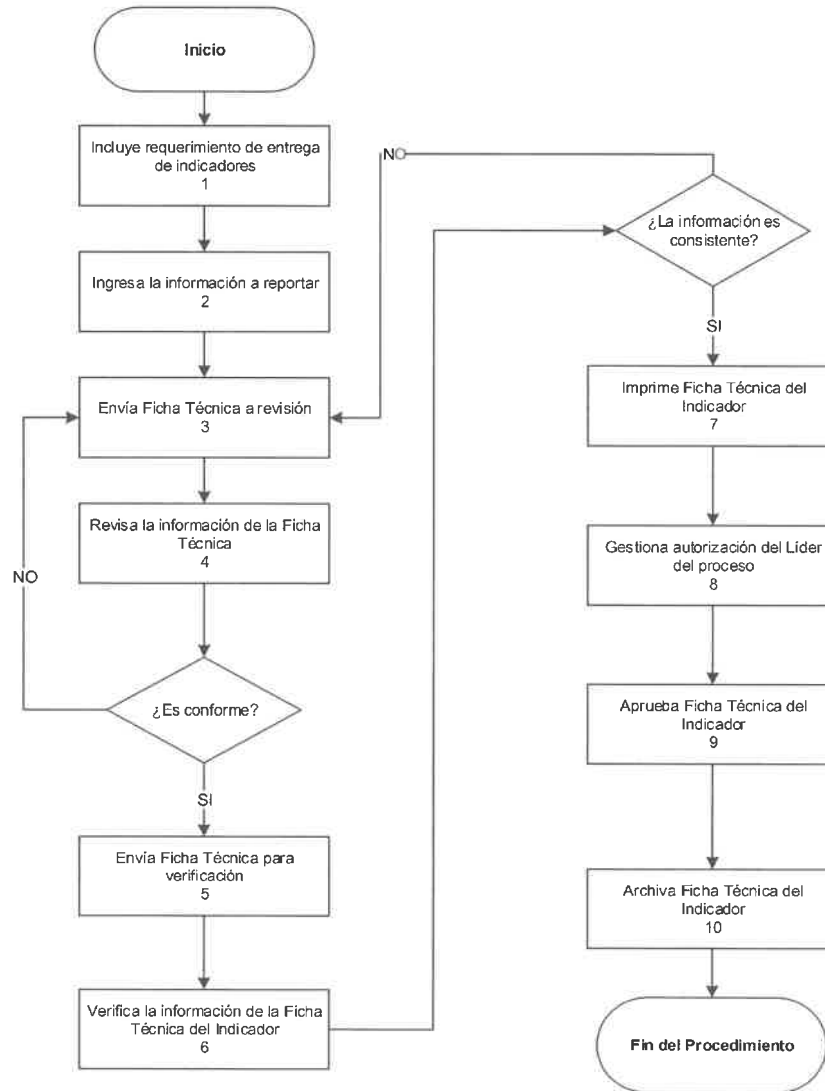 Inicio
Incluye requerimiento de entrega
de indicadores
1
Ingresa la información a reportar
2
Envía Ficha Técnica a revisión
3
Revisa la información de la Ficha
Técnica
4
NO
¿Es conforme?
SI
Envía Ficha Técnica para
verificación
5
Verifica la información de la Ficha
Técnica del Indicador
6
NO
¿La información es
consistente?
SI
Imprime Ficha Técnica del
Indicador
7
Gestiona autorización del Líder
del proceso
8
Aprueba Ficha Técnica del
Indicador
9
Archiva Ficha Técnica del
Indicador
10
Fin del Procedimiento